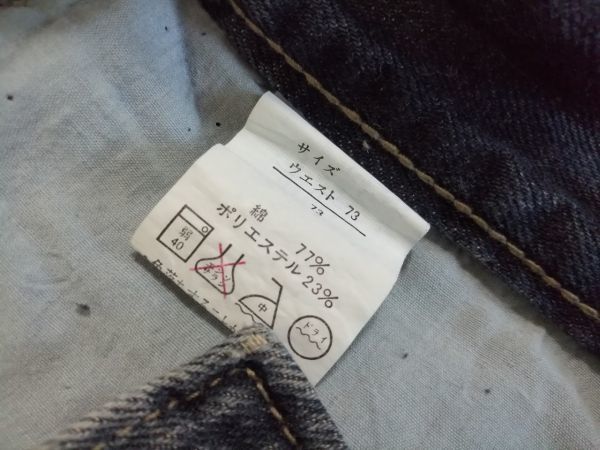 サイズ
ウエスト 73
73
綿 77%
ポリエステル 23%
弱
40
中
ドライ